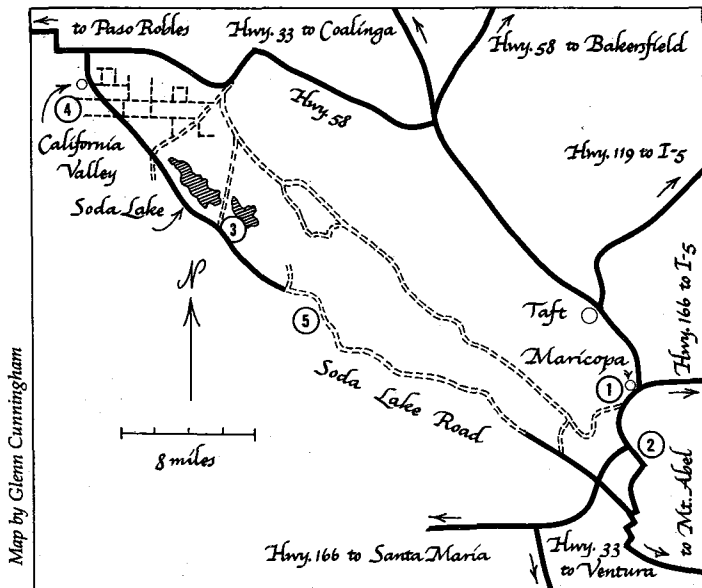 to Paso Robles
Hwy. 33 to Coalinga
Hwy. 58 to Bakersfield
Hwy. 58
4
California
Valley
Hwy. 119 to I-5
Soda Lake
3
N
5
Taft
Hwy. 166 to I-5
Maricopa
1
Soda Lake Road
2
8 miles
to Mt. Abel
Hwy. 166 to Santa Maria
Hwy. 33
to Ventura
Map by Glenn Cunningham